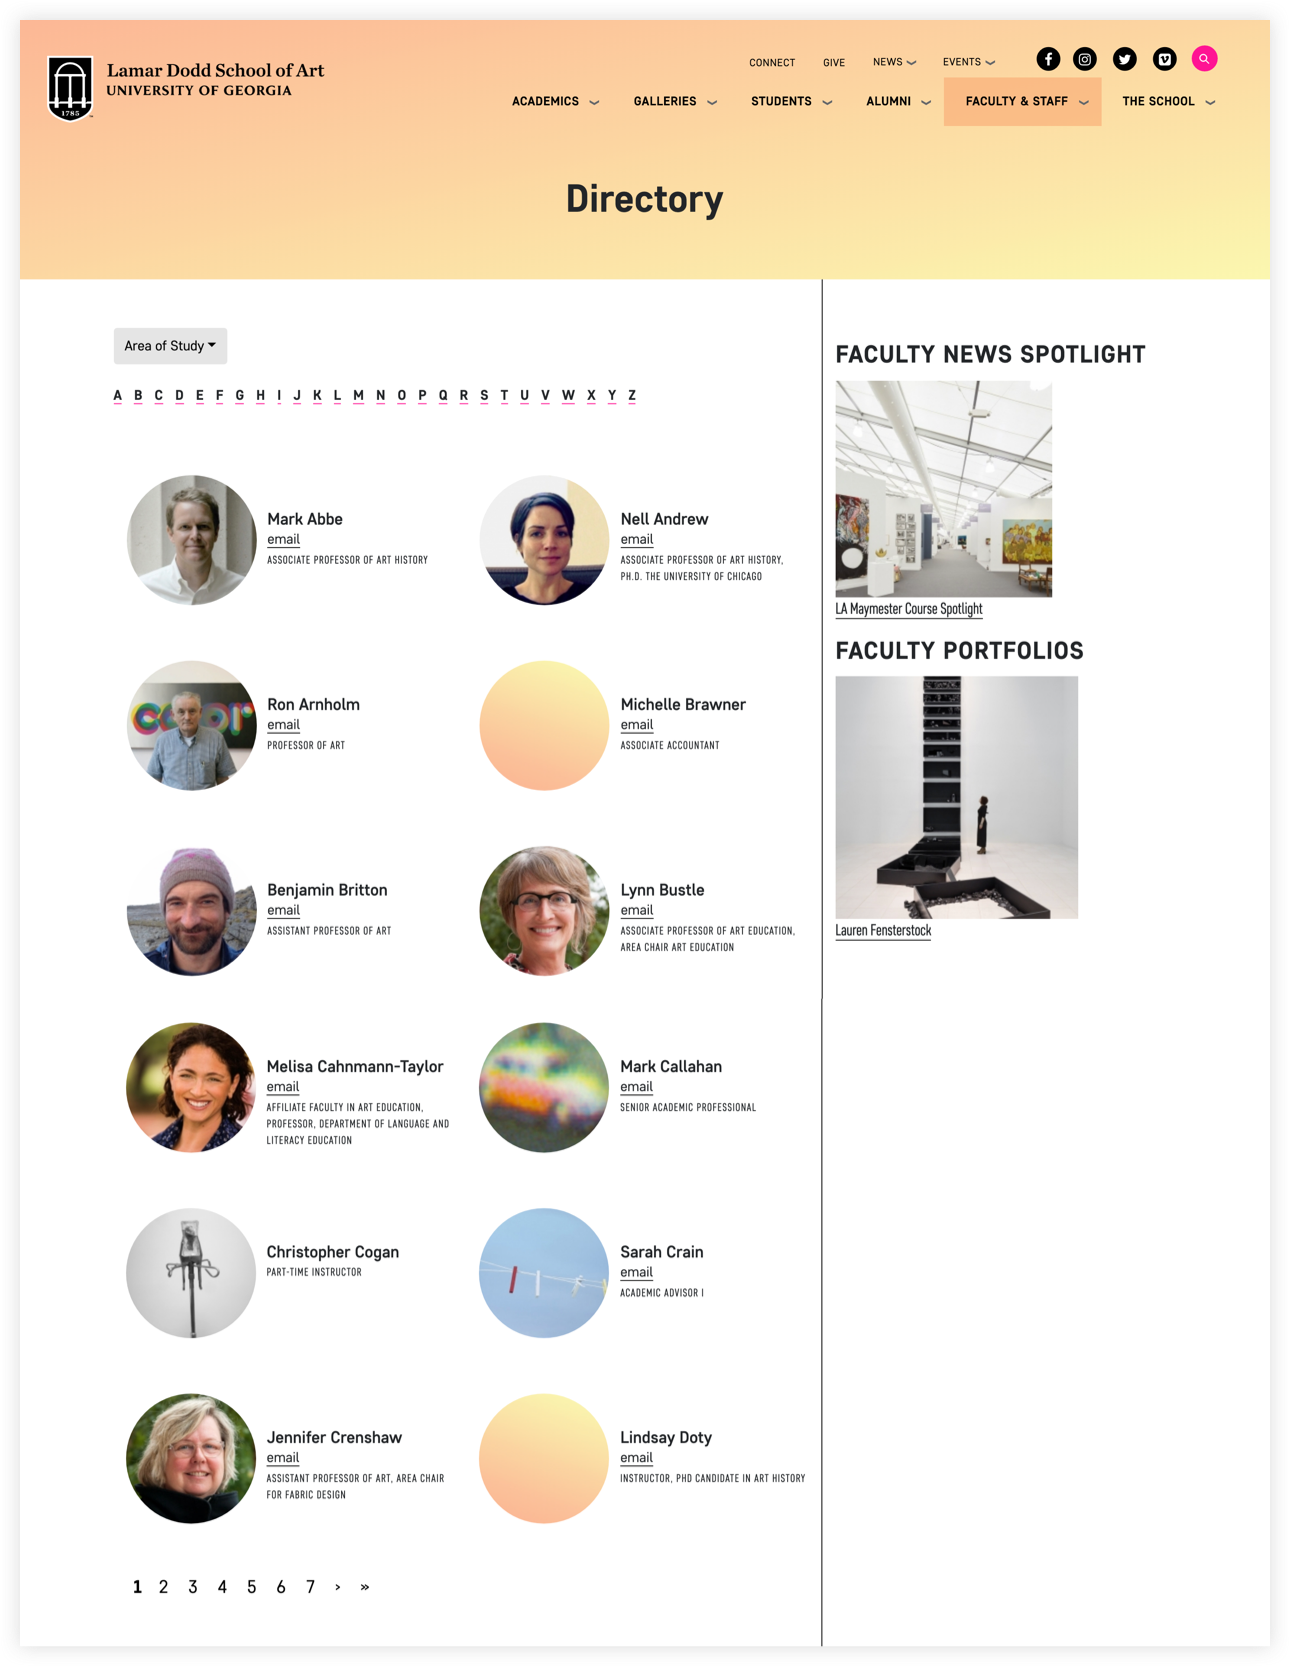 Lamar Dodd School of Art
UNIVERSITY OF GEORGIA
1785
CONNECT GIVE NEWS EVENTS
ACADEMICS GALLERIES STUDENTS ALUMNI FACULTY & STAFF THE SCHOOL
Directory
Area of Study
A B C D E F G H I J K L M N O P Q R S T U V W X Y Z
Mark Abbe
email
ASSOCIATE PROFESSOR OF ART HISTORY
Nell Andrew
email
ASSOCIATE PROFESSOR OF ART HISTORY,
PH.D. THE UNIVERSITY OF CHICAGO
color
Ron Arnholm
email
PROFESSOR OF ART
Michelle Brawner
email
ASSOCIATE ACCOUNTANT
Benjamin Britton
email
ASSISTANT PROFESSOR OF ART
Lynn Bustle
email
ASSOCIATE PROFESSOR OF ART EDUCATION,
AREA CHAIR ART EDUCATION
Melisa Cahnmann-Taylor
email
AFFILIATE FACULTY IN ART EDUCATION,
PROFESSOR, DEPARTMENT OF LANGUAGE AND
LITERACY EDUCATION
Mark Callahan
email
SENIOR ACADEMIC PROFESSIONAL
Christopher Cogan
PART-TIME INSTRUCTOR
Sarah Crain
email
ACADEMIC ADVISOR I
Jennifer Crenshaw
email
ASSISTANT PROFESSOR OF ART, AREA CHAIR
FOR FABRIC DESIGN
Lindsay Doty
email
INSTRUCTOR, PHD CANDIDATE IN ART HISTORY
1 2 3 4 5 6 7 › »
FACULTY NEWS SPOTLIGHT
LA Maymester Course Spotlight
FACULTY PORTFOLIOS
Lauren Fensterstock